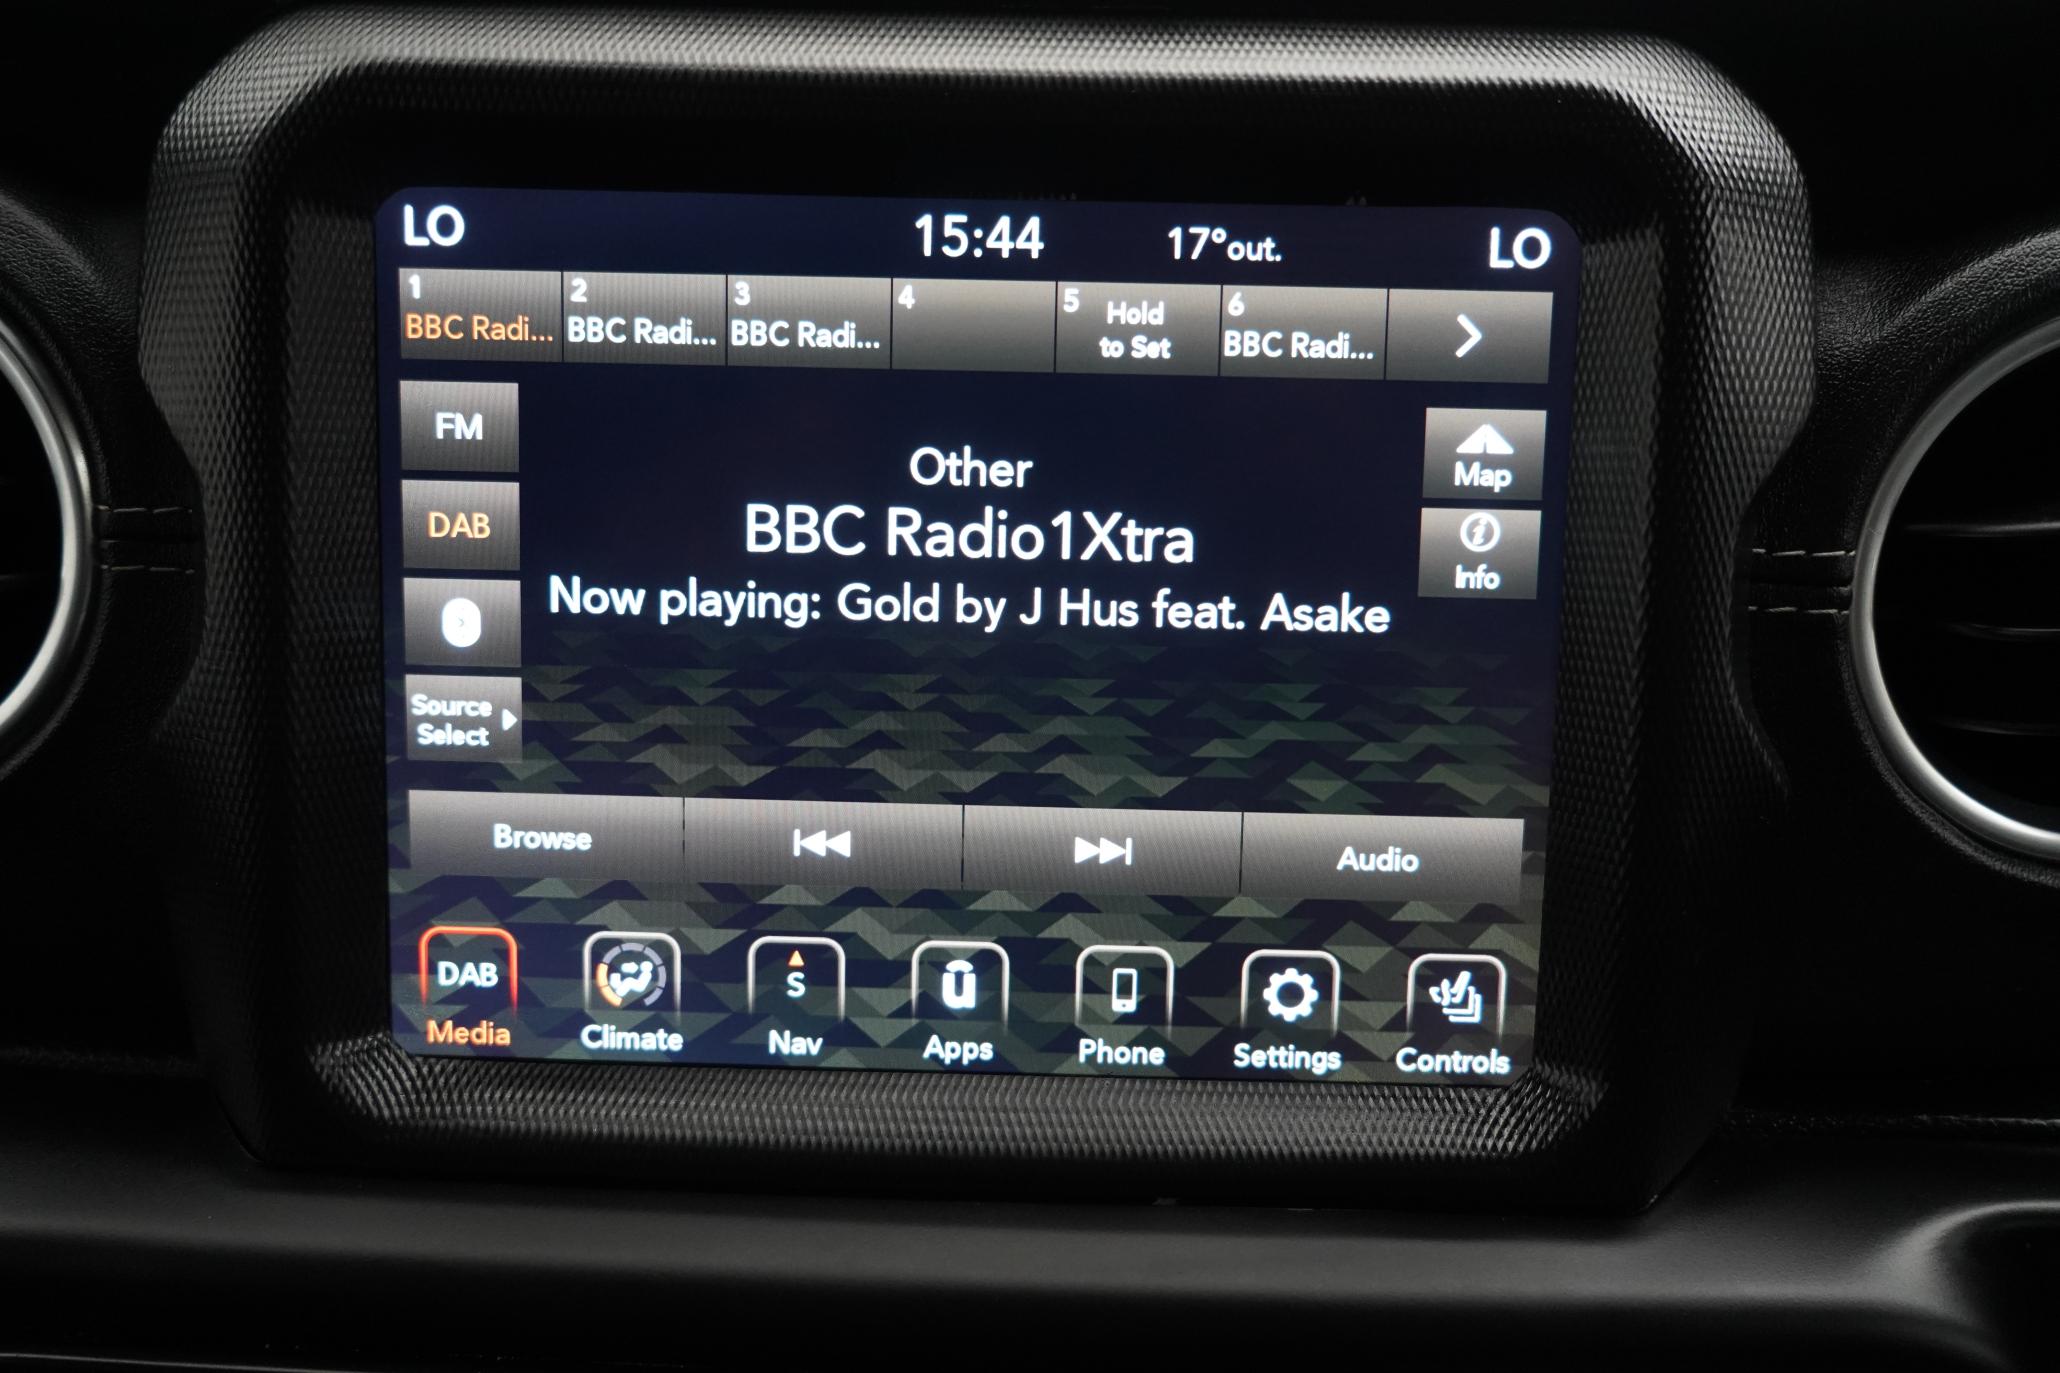 LO 15:44 17°out. LO
1 2 3 4 5 Hold 6
BBC Radi... BBC Radi... BBC Radi... to Set BBC Radi...
FM
Other
Map
DAB
BBC Radio1Xtra
Info
Now playing: Gold by J Hus feat. Asake
Source
Select
Browse Audio
DAB S u
Media Climate Nav Apps Phone Settings Controls